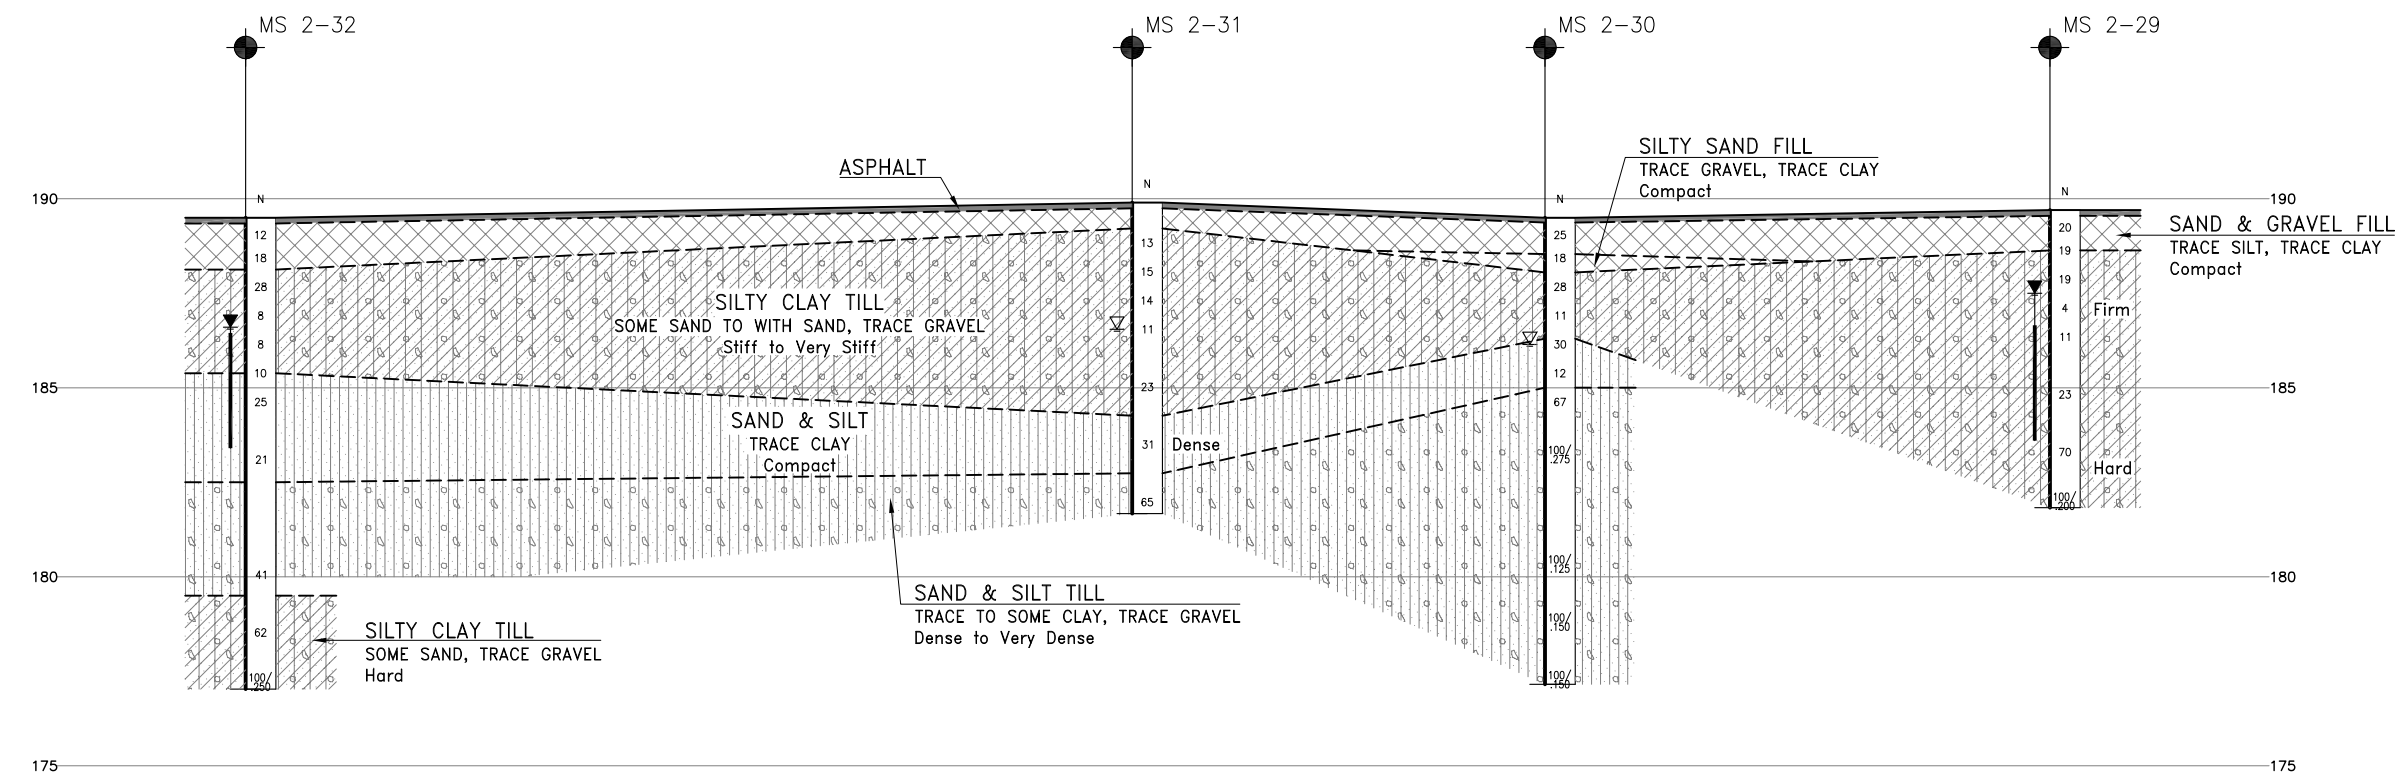 MS 2-32
MS 2-31
MS 2-30
MS 2-29
SILTY SAND FILL
TRACE GRAVEL, TRACE CLAY
Compact
ASPHALT
190
N
N
N
N
190
SAND & GRAVEL FILL
TRACE SILT, TRACE CLAY
Compact
12
18
28
8
8
10
25
21
41
62
100/
.250
13
15
14
11
23
31
65
25
18
28
11
30
12
67
100/
.275
100/
.125
100/
.150
100/
.150
20
19
19
4
11
23
70
100/
.200
SILTY CLAY TILL
SOME SAND TO WITH SAND, TRACE GRAVEL
Stiff to Very Stiff
Firm
185
185
SAND & SILT
TRACE CLAY
Compact
Dense
Hard
180
180
SAND & SILT TILL
TRACE TO SOME CLAY, TRACE GRAVEL
Dense to Very Dense
SILTY CLAY TILL
SOME SAND, TRACE GRAVEL
Hard
175
175